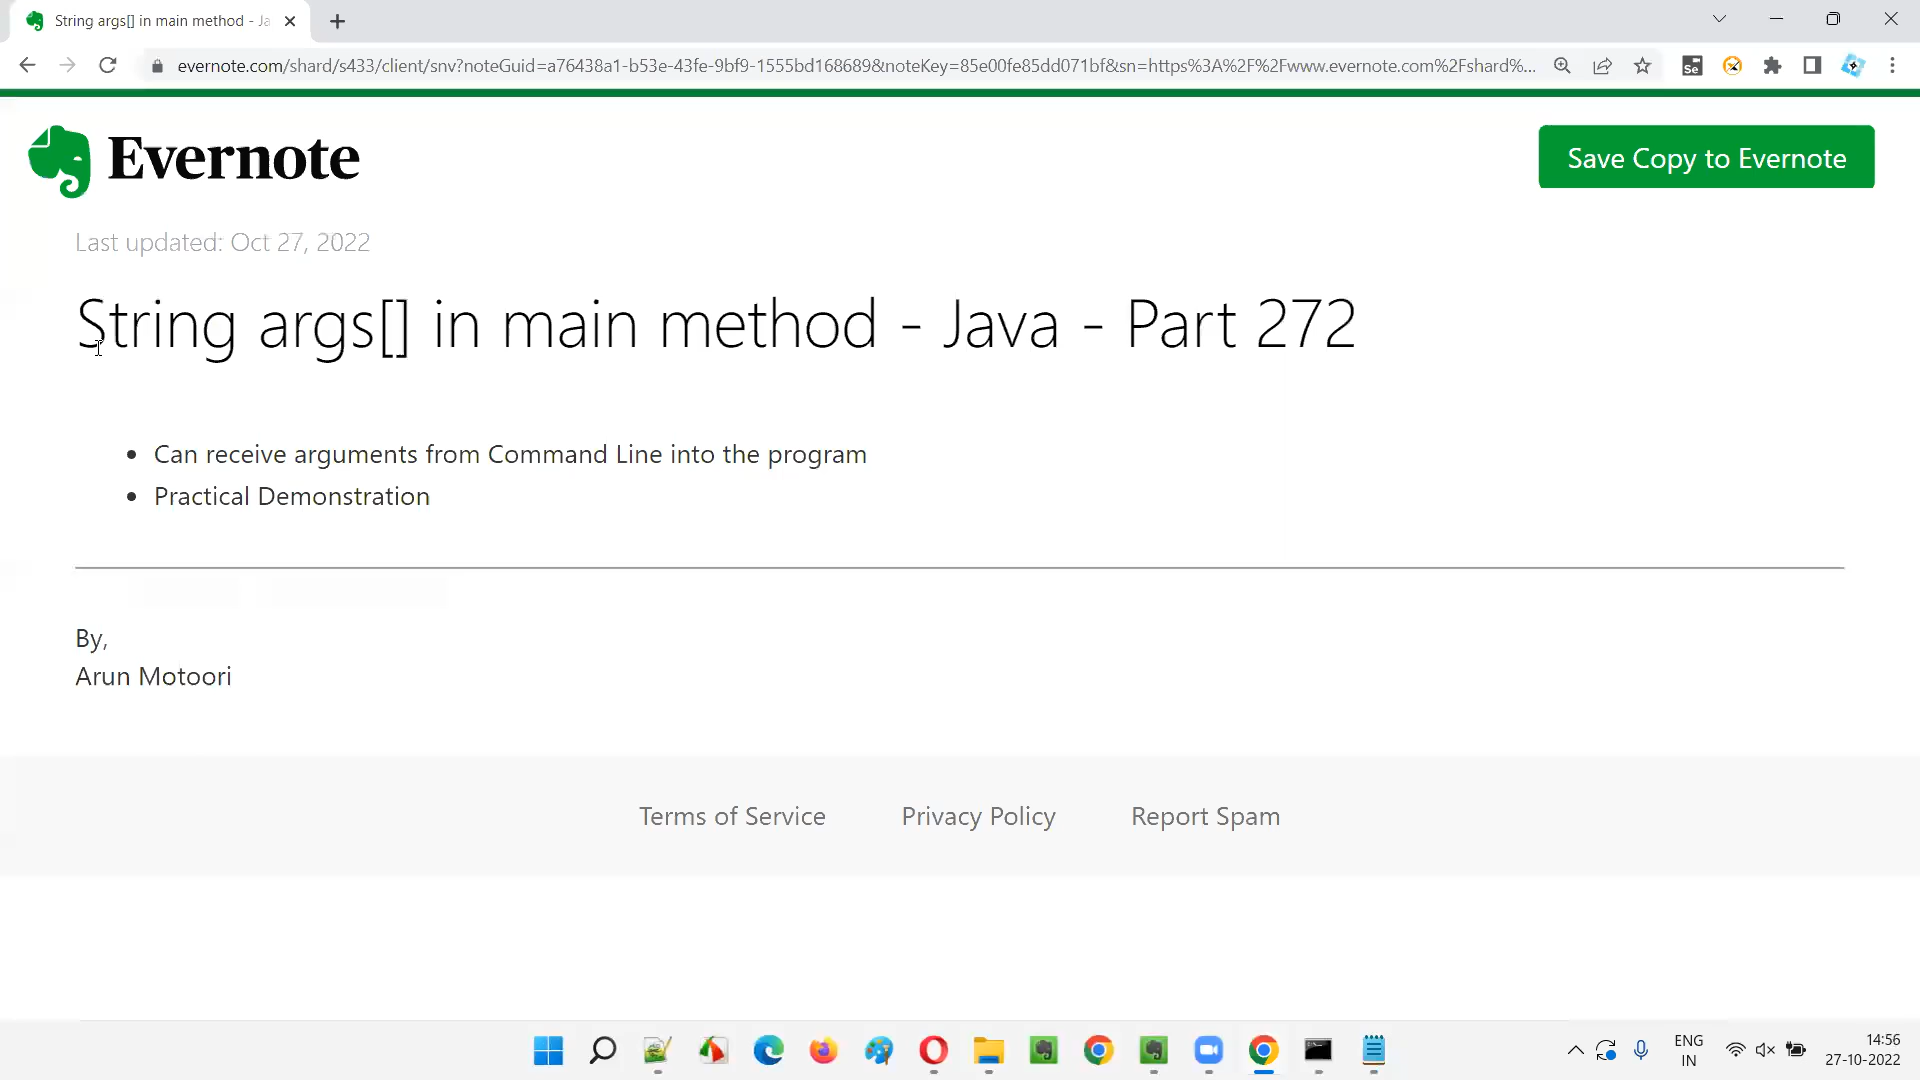 String args[] in main method - Ja
evernote.com/shard/s433/client/snv?noteGuid=a76438a1-b53e-43fe-9bf9-1555bd168689&noteKey=85e00fe85dd071bf&sn=https%3A%2F%2Fwww.evernote.com%2Fshard%...
Se
Evernote
Save Copy to Evernote
Last updated: Oct 27, 2022
String args[] in main method - Java - Part 272
• Can receive arguments from Command Line into the program
• Practical Demonstration
By,
Arun Motoori
Terms of Service Privacy Policy Report Spam
ENG 14:56
IN 27-10-2022